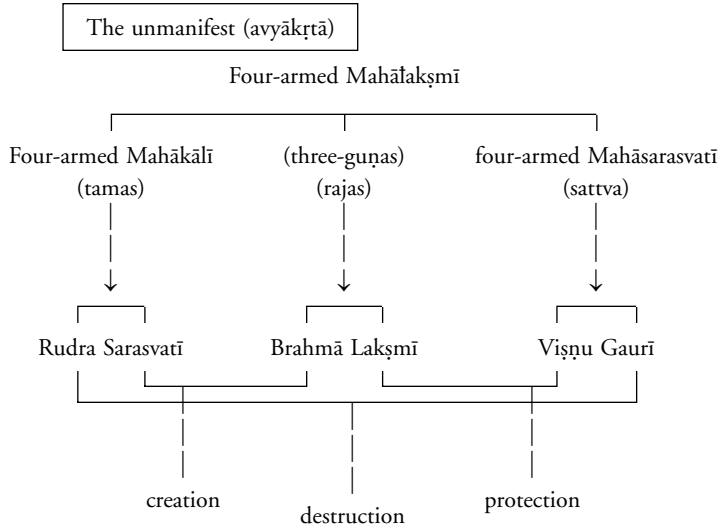 The unmanifest (avyākṛtā)
Four-armed Mahālakṣmī
Four-armed Mahākālī (three-guṇas) four-armed Mahāsarasvatī
(tamas) (rajas) (sattva)
Rudra Sarasvatī Brahmā Lakṣmī Viṣṇu Gaurī
creation destruction protection